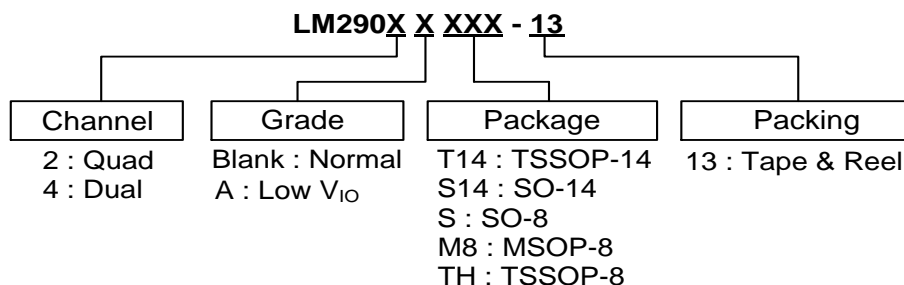 LM290X X XXX - 13
Channel
2 : Quad
4 : Dual
Grade
Blank : Normal
A : Low VIO
Package
T14 : TSSOP-14
S14 : SO-14
S : SO-8
M8 : MSOP-8
TH : TSSOP-8
Packing
13 : Tape & Reel